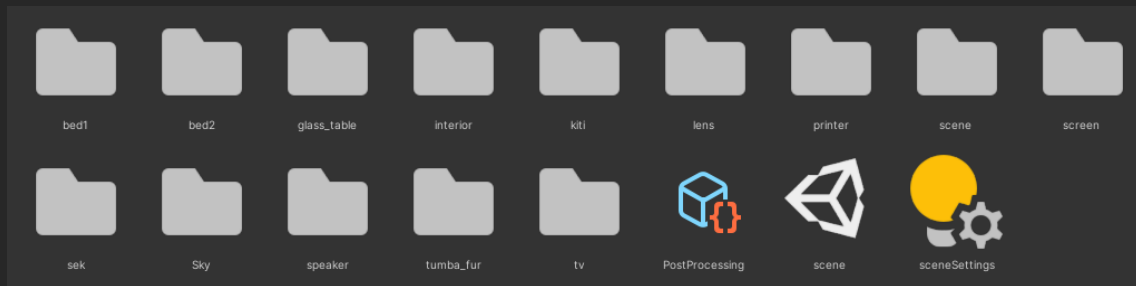 bed1 bed2 glass_table interior kiti lens printer scene screen
sek Sky speaker tumba_fur tv PostProcessing scene sceneSettings